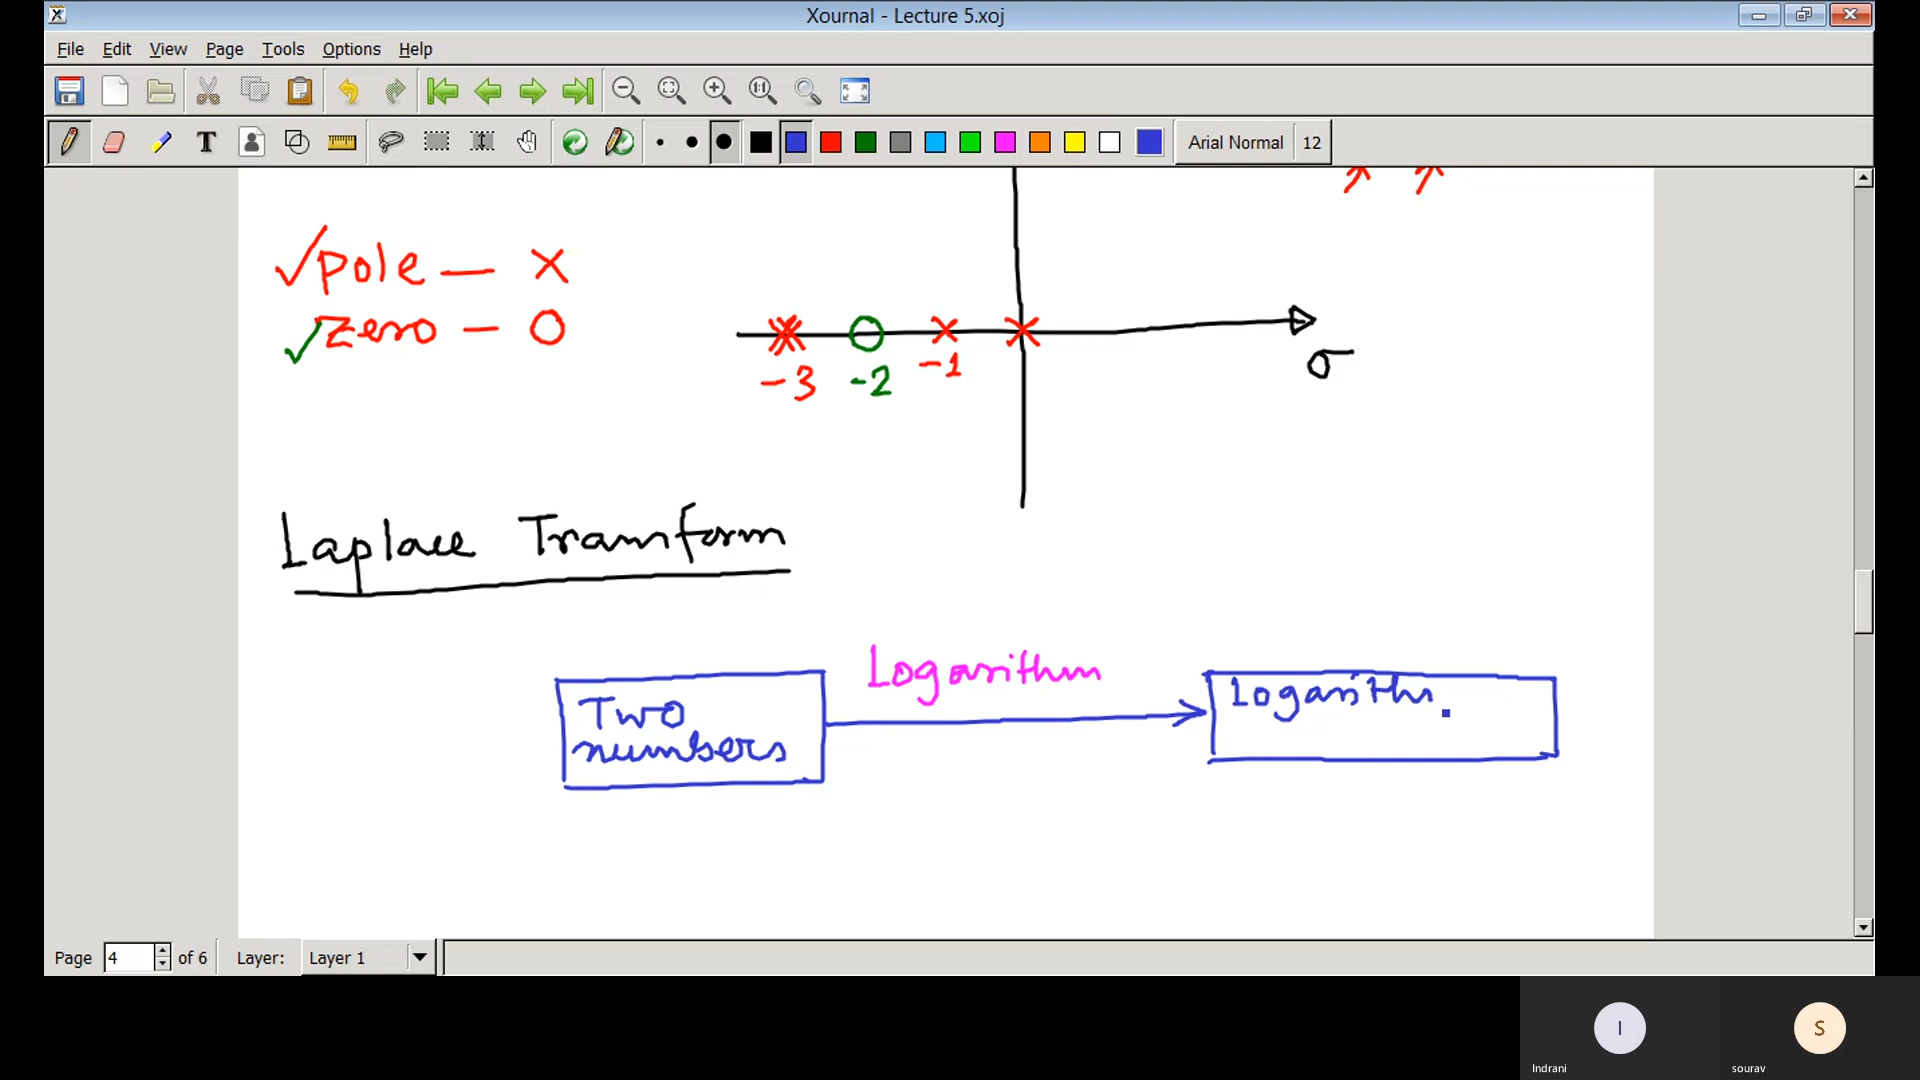 Xournal - Lecture 5.xoj
File Edit View Page Tools Options Help
Arial Normal 12
✓pole — ×
✓zero — O
-3 -2 -1
σ
Laplace Transform
Logarithm
Two
numbers
Logarithm
Page 4 of 6 Layer: Layer 1
I
S
Indrani
sourav